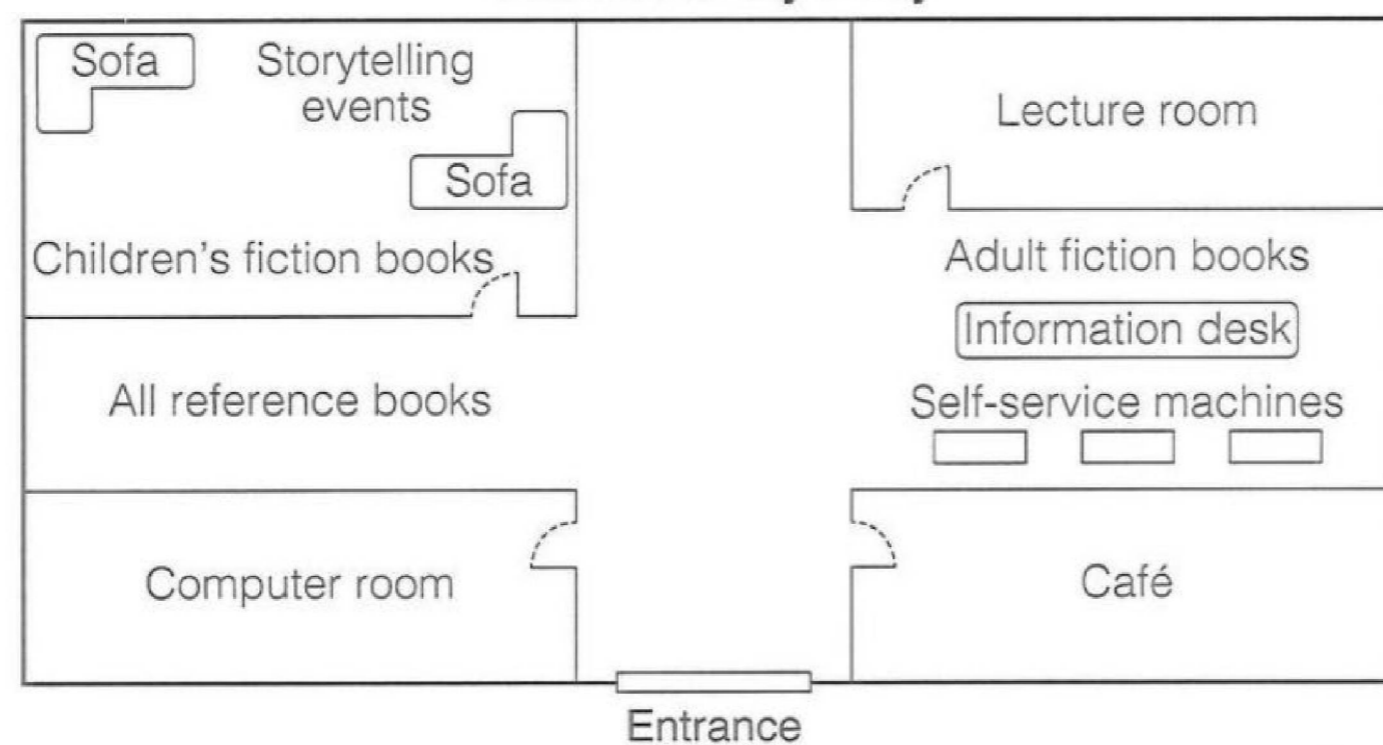 Sofa
Storytelling
events
Sofa
Children's fiction books
All reference books
Computer room
Lecture room
Adult fiction books
Information desk
Self-service machines
Café
Entrance